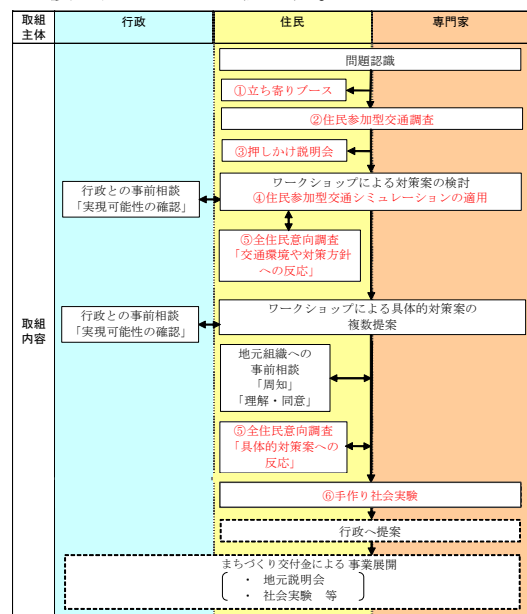 取組
主体
行政
住民
専門家
問題認識
①立ち寄りブース
②住民参加型交通調査
③押しかけ説明会
行政との事前相談
「実現可能性の確認」
ワークショップによる対策案の検討
④住民参加型交通シミュレーションの適用
⑤全住民意向調査
「交通環境や対策方針
への反応」
取組
内容
行政との事前相談
「実現可能性の確認」
ワークショップによる具体的対策案の
複数提案
地元組織への
事前相談
「周知」
「理解・同意」
⑤全住民意向調査
「具体的対策案への
反応」
⑥手作り社会実験
行政へ提案
まちづくり交付金による事業展開
・ 地元説明会
・ 社会実験 等